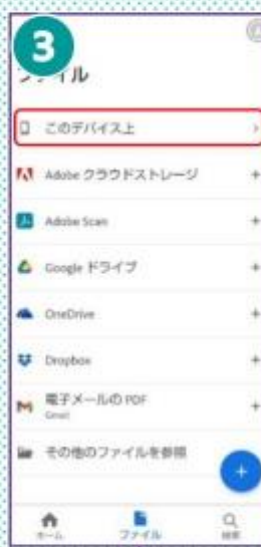 3
ファイル
このデバイス上
Adobe クラウドストレージ
Adobe Scan
Google ドライブ
OneDrive
Dropbox
電子メールの PDF
Gmail
その他のファイルを参照
ホーム
ファイル
検索